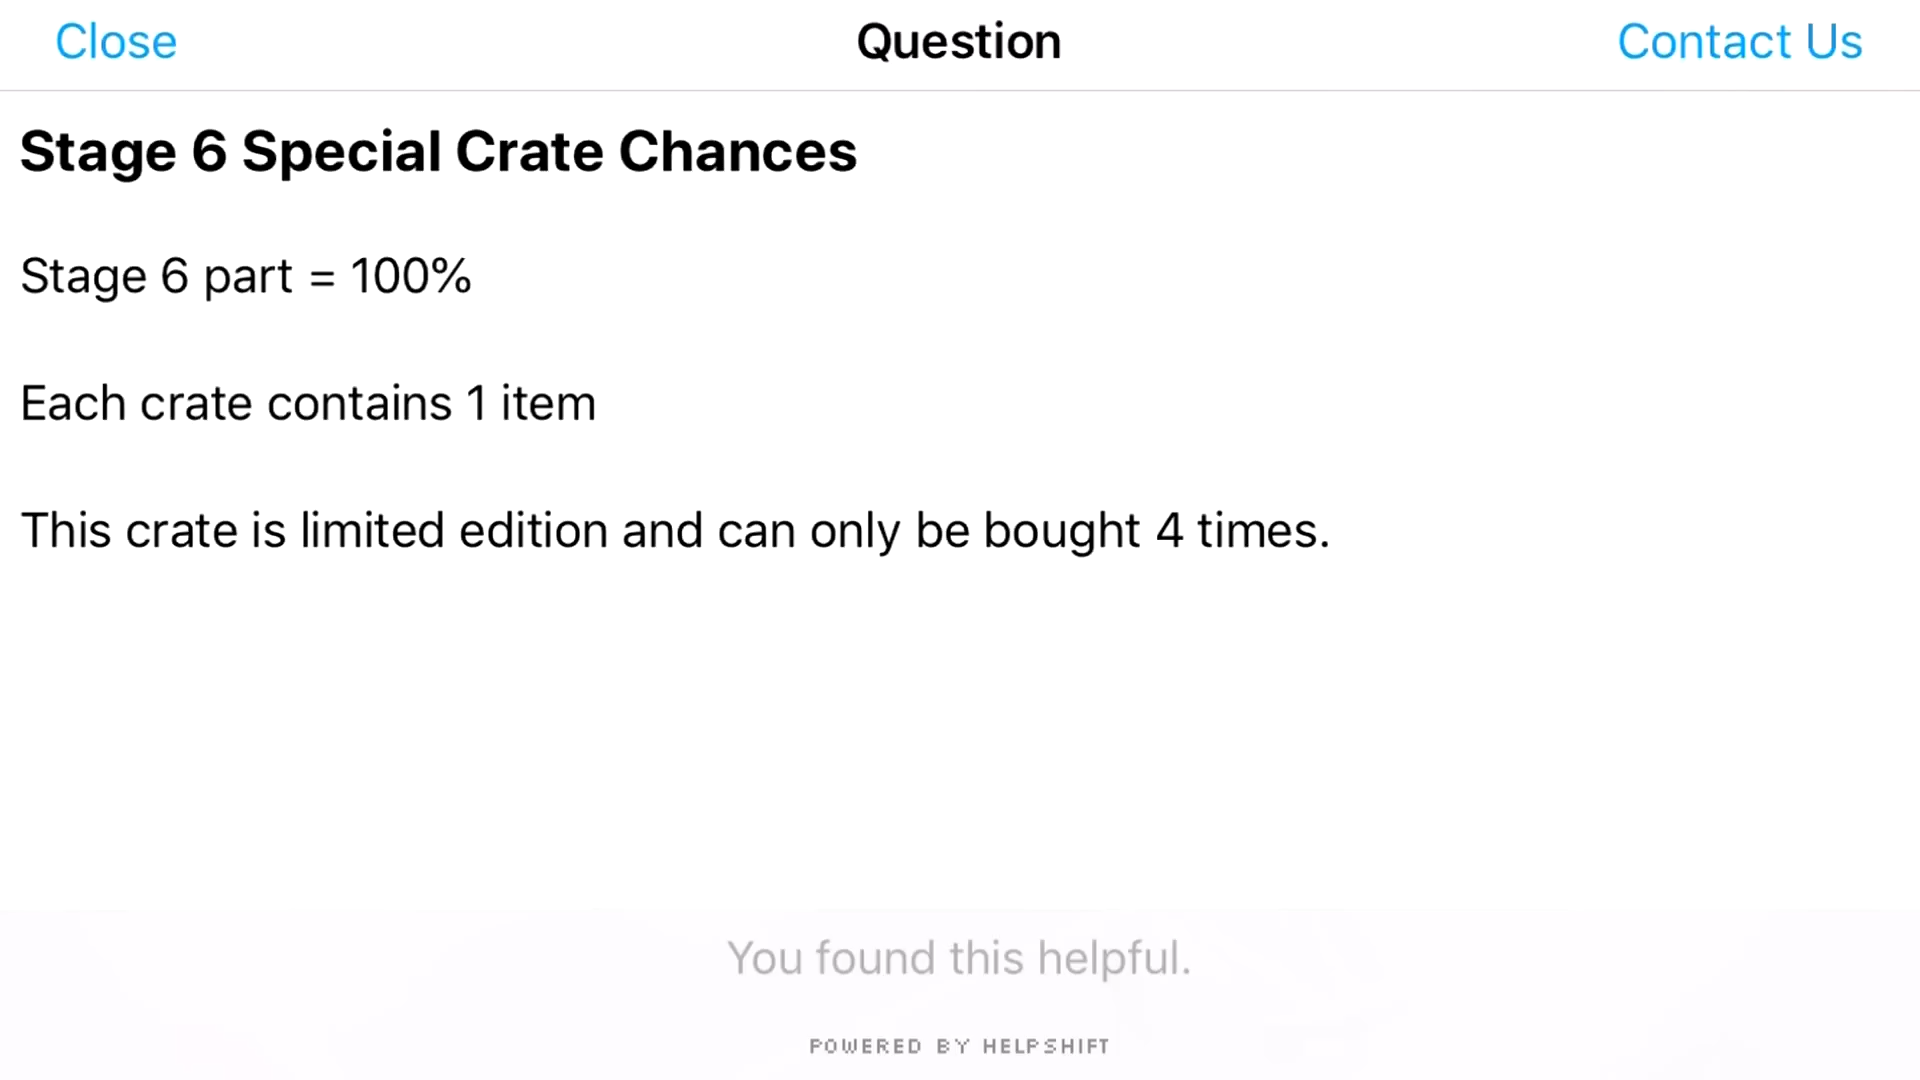 Close Question Contact Us
Stage 6 Special Crate Chances
Stage 6 part = 100%
Each crate contains 1 item
This crate is limited edition and can only be bought 4 times.
You found this helpful.
POWERED BY HELPSHIFT